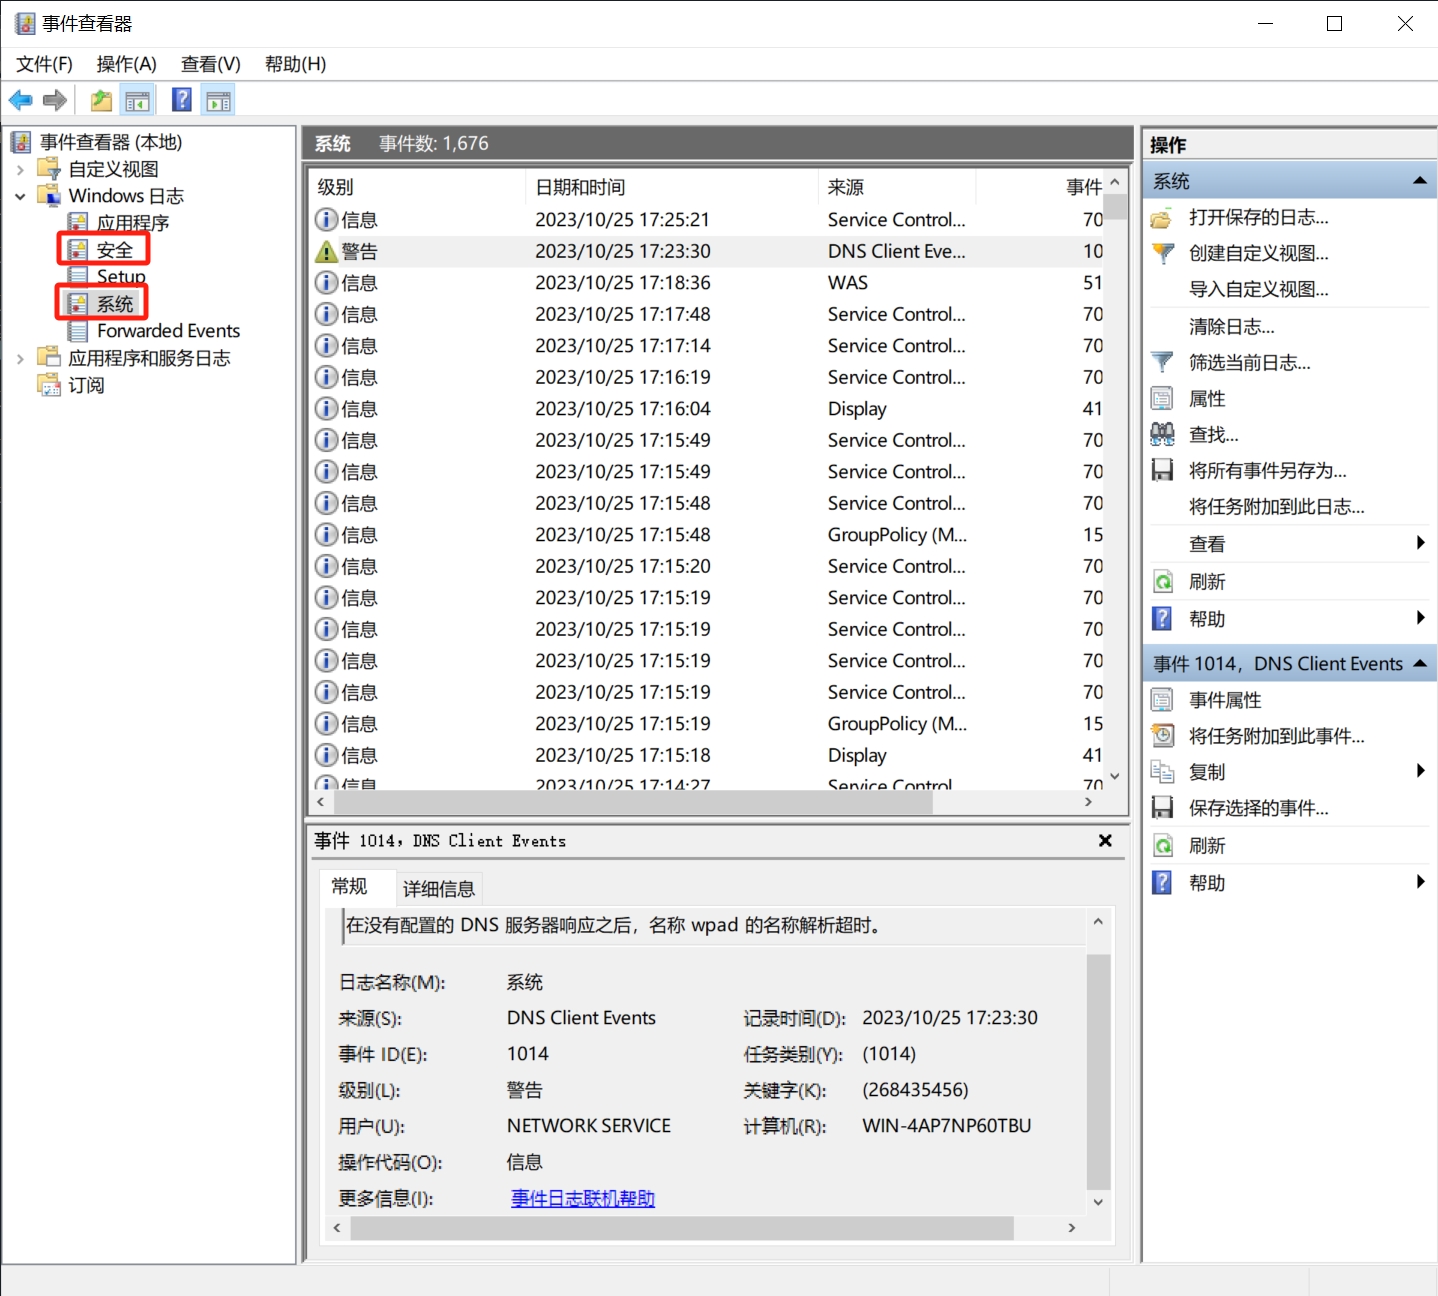 事件查看器
文件(F) 操作(A) 查看(V) 帮助(H)
事件查看器 (本地)
自定义视图
Windows 日志
应用程序
安全
Setup
系统
Forwarded Events
应用程序和服务日志
订阅
系统 事件数: 1,676
级别 日期和时间 来源 事件
信息 2023/10/25 17:25:21 Service Control... 70
警告 2023/10/25 17:23:30 DNS Client Eve... 10
信息 2023/10/25 17:18:36 WAS 51
信息 2023/10/25 17:17:48 Service Control... 70
信息 2023/10/25 17:17:14 Service Control... 70
信息 2023/10/25 17:16:19 Service Control... 70
信息 2023/10/25 17:16:04 Display 41
信息 2023/10/25 17:15:49 Service Control... 70
信息 2023/10/25 17:15:49 Service Control... 70
信息 2023/10/25 17:15:48 Service Control... 70
信息 2023/10/25 17:15:48 GroupPolicy (M... 15
信息 2023/10/25 17:15:20 Service Control... 70
信息 2023/10/25 17:15:19 Service Control... 70
信息 2023/10/25 17:15:19 Service Control... 70
信息 2023/10/25 17:15:19 Service Control... 70
信息 2023/10/25 17:15:19 Service Control... 70
信息 2023/10/25 17:15:19 GroupPolicy (M... 15
信息 2023/10/25 17:15:18 Display 41
信息 2023/10/25 17:14:27 Service Control 70
事件 1014，DNS Client Events
常规 详细信息
在没有配置的 DNS 服务器响应之后，名称 wpad 的名称解析超时。
日志名称(M): 系统
来源(S): DNS Client Events 记录时间(D): 2023/10/25 17:23:30
事件 ID(E): 1014 任务类别(Y): (1014)
级别(L): 警告 关键字(K): (268435456)
用户(U): NETWORK SERVICE 计算机(R): WIN-4AP7NP60TBU
操作代码(O): 信息
更多信息(I): 事件日志联机帮助
操作
系统
打开保存的日志...
创建自定义视图...
导入自定义视图...
清除日志...
筛选当前日志...
属性
查找...
将所有事件另存为...
将任务附加到此日志...
查看
刷新
帮助
事件 1014，DNS Client Events
事件属性
将任务附加到此事件...
复制
保存选择的事件...
刷新
帮助